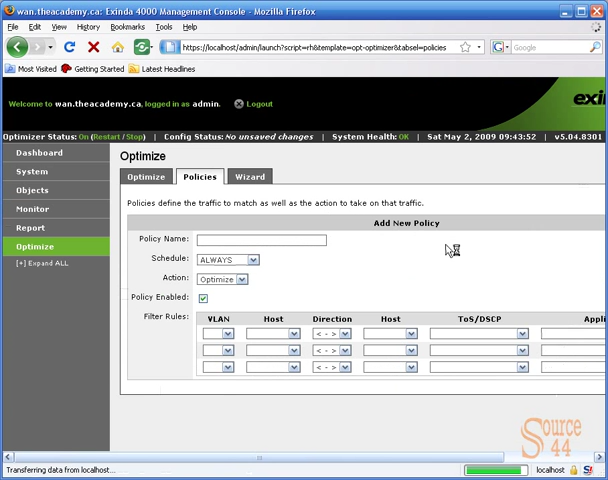 wan.theacademy.ca: Exinda 4000 Management Console - Mozilla Firefox
File Edit View History Bookmarks Tools Help
https://localhost/admin/launch?script=rh&template=opt-optimizer&tabsel=policies
Google
Most Visited Getting Started Latest Headlines
Welcome to wan.theacademy.ca, logged in as admin. Logout
exin
Optimizer Status: On (Restart / Stop) | Config Status: No unsaved changes | System Health: OK | Sat May 2, 2009 09:43:52 | v5.04.8301
Dashboard
System
Objects
Monitor
Report
Optimize
[+] Expand ALL
Optimize
Optimize Policies Wizard
Policies define the traffic to match as well as the action to take on that traffic.
Add New Policy
Policy Name:
Schedule: ALWAYS
Action: Optimize
Policy Enabled:
Filter Rules: VLAN Host Direction Host ToS/DSCP Appli
< - >
< - >
< - >
Source
44
Transferring data from localhost... localhost